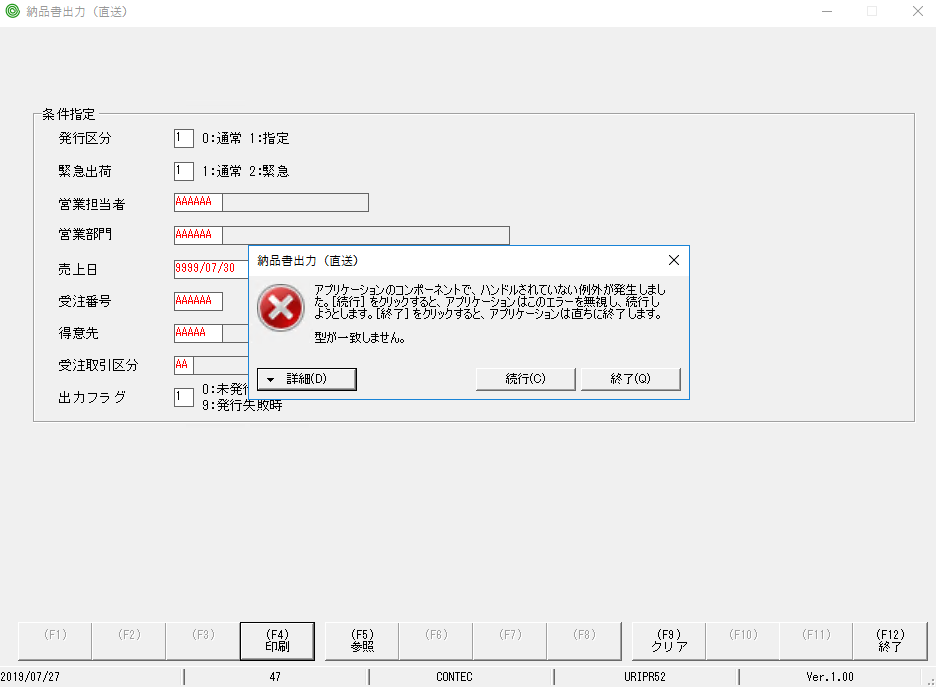 納品書出力（直送）
条件指定
発行区分 1 0:通常 1:指定
緊急出荷 1 1:通常 2:緊急
営業担当者 AAAAAA
営業部門 AAAAAA
売上日 9999/07/30
受注番号 AAAAAA
得意先 AAAAA
受注取引区分 AA
出力フラグ 1 0:未発行
9:発行失敗時
納品書出力（直送）
アプリケーションのコンポーネントで、ハンドルされていない例外が発生しまし
た。[続行] をクリックすると、アプリケーションはこのエラーを無視し、続行し
ようとします。[終了] をクリックすると、アプリケーションは直ちに終了します。
型が一致しません。
詳細(D) 続行(C) 終了(Q)
(F1) (F2) (F3) (F4) (F5) (F6) (F7) (F8) (F9) (F10) (F11) (F12)
印刷 参照 クリア 終了
2019/07/27 47 CONTEC URIPR52 Ver.1.00